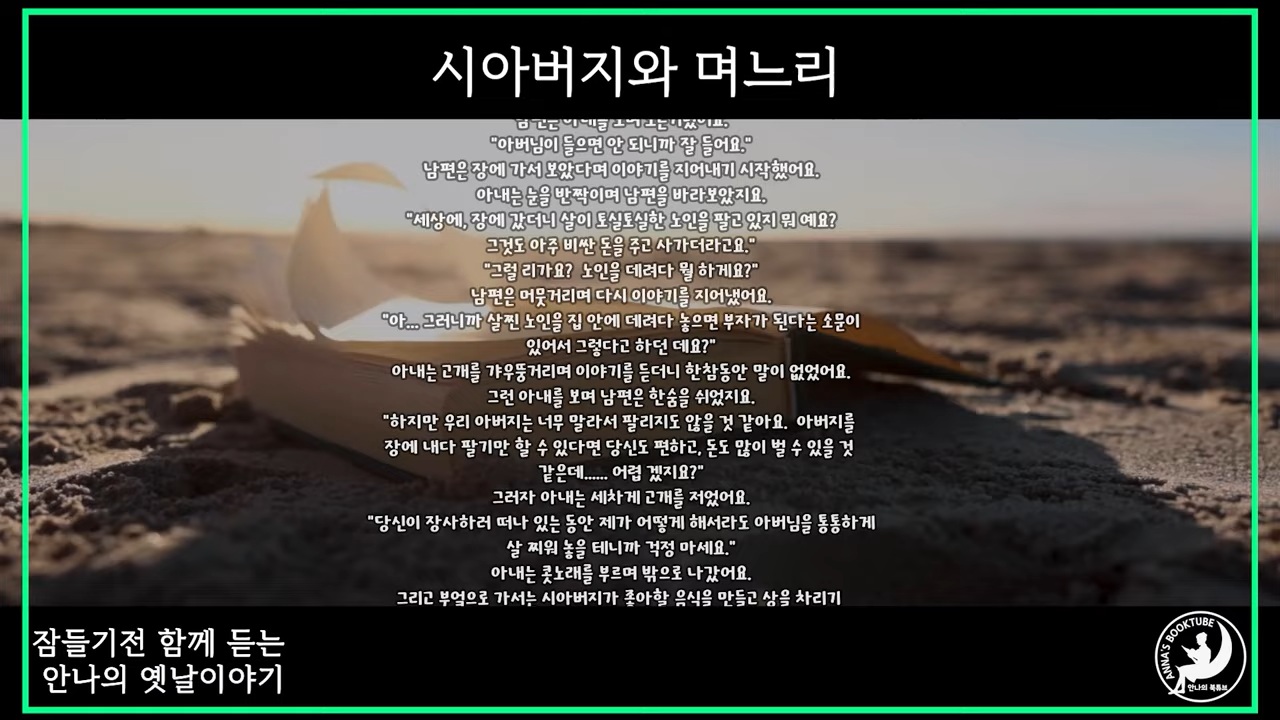 시아버지와 며느리
"아버님이 들으면 안 되니까 잘 들어요."
남편은 장에 가서 보았다며 이야기를 지어내기 시작했어요.
아내는 눈을 반짝이며 남편을 바라보았지요.
"세상에, 장에 갔더니 살이 토실토실한 노인을 팔고 있지 뭐 예요?
그것도 아주 비싼 돈을 주고 사가더라고요."
"그럴 리가요? 노인을 데려다 뭘 하게요?"
남편은 머뭇거리며 다시 이야기를 지어냈어요.
"아... 그러니까 살찐 노인을 집 안에 데려다 놓으면 부자가 된다는 소문이
있어서 그렇다고 하던 데요?"
아내는 고개를 갸우뚱거리며 이야기를 듣더니 한참동안 말이 없었어요.
그런 아내를 보며 남편은 한숨을 쉬었지요.
"하지만 우리 아버지는 너무 말라서 팔리지도 않을 것 같아요. 아버지를
장에 내다 팔기만 할 수 있다면 당신도 편하고, 돈도 많이 벌 수 있을 것
같은데...... 어렵 겠지요?"
그러자 아내는 세차게 고개를 저었어요.
"당신이 장사하러 떠나 있는 동안 제가 어떻게 해서라도 아버님을 통통하게
살 찌워 놓을 테니까 걱정 마세요."
아내는 콧노래를 부르며 밖으로 나갔어요.
그리고 부엌으로 가서는 시아버지가 좋아할 음식을 만들고 상을 차리기
잠들기전 함께 듣는
안나의 옛날이야기
ANNA'S BOOKTUBE
안나의 북튜브